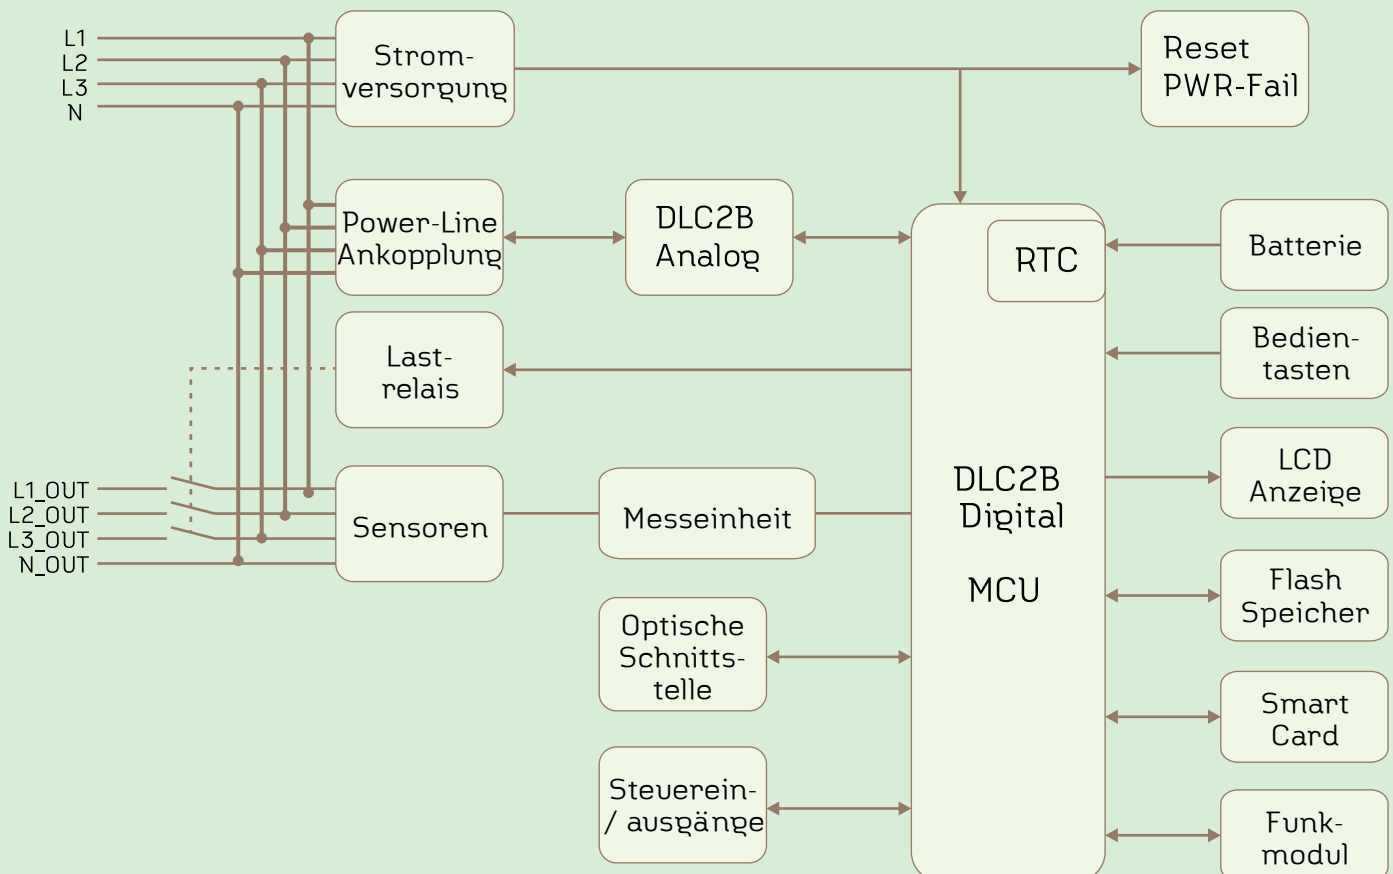 L1
L2
L3
N
Strom-
versorgung
Reset
PWR-Fail
Power-Line
Ankopplung
DLC2B
Analog
RTC
Batterie
Last-
relais
Bedien-
tasten
L1_OUT
L2_OUT
L3_OUT
N_OUT
Sensoren
Messeinheit
DLC2B
Digital
MCU
LCD
Anzeige
Optische
Schnitts-
telle
Flash
Speicher
Smart
Card
Steuerein-
/ ausgänge
Funk-
modul